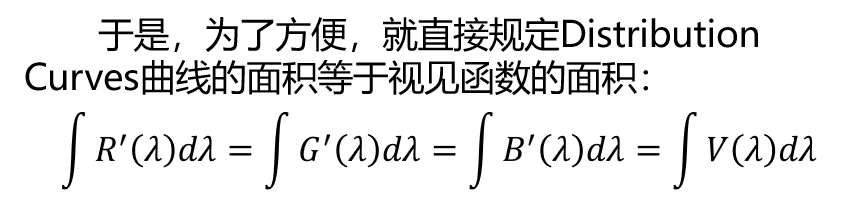 于是，为了方便，就直接规定Distribution
Curves曲线的面积等于视见函数的面积：
∫ R′(λ)dλ = ∫ G′(λ)dλ = ∫ B′(λ)dλ = ∫ V(λ)dλ